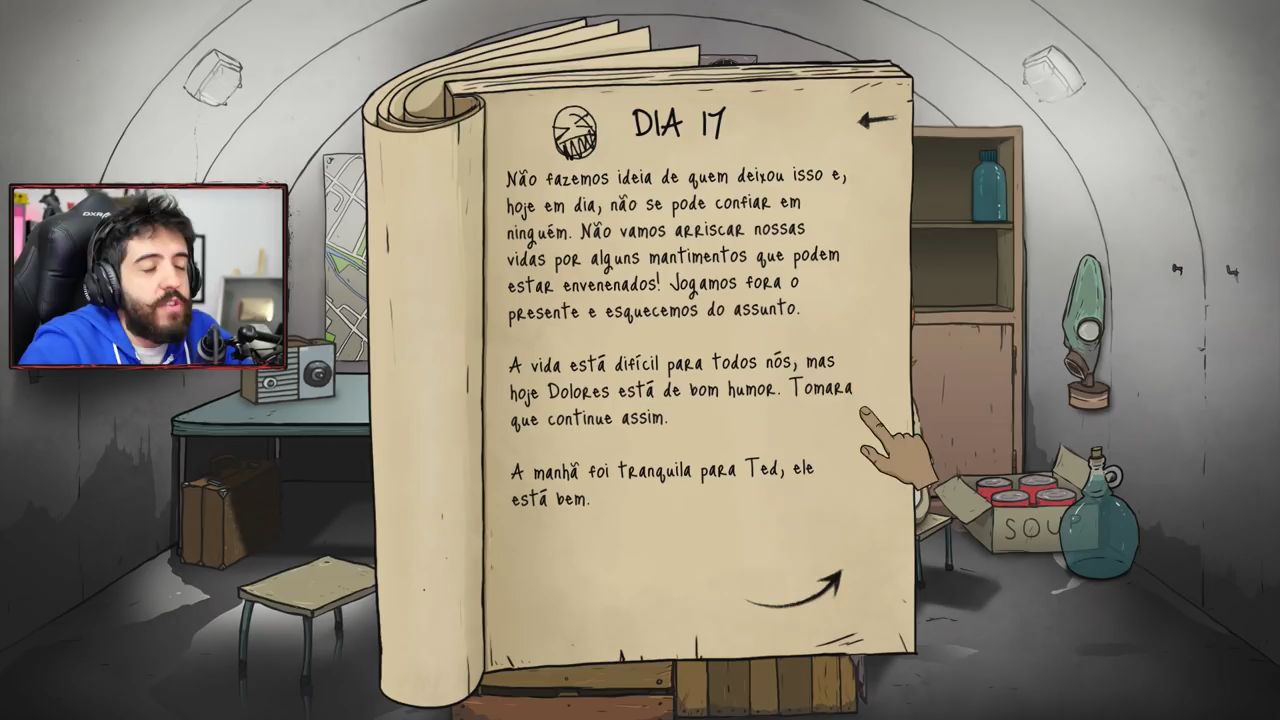 DIA 17
Não fazemos ideia de quem deixou isso e,
hoje em dia, não se pode confiar em
ninguém. Não vamos arriscar nossas
vidas por alguns mantimentos que podem
estar envenenados! Jogamos fora o
presente e esquecemos do assunto.
A vida está difícil para todos nós, mas
hoje Dolores está de bom humor. Tomara
que continue assim.
A manhã foi tranquila para Ted, ele
está bem.
SOUP